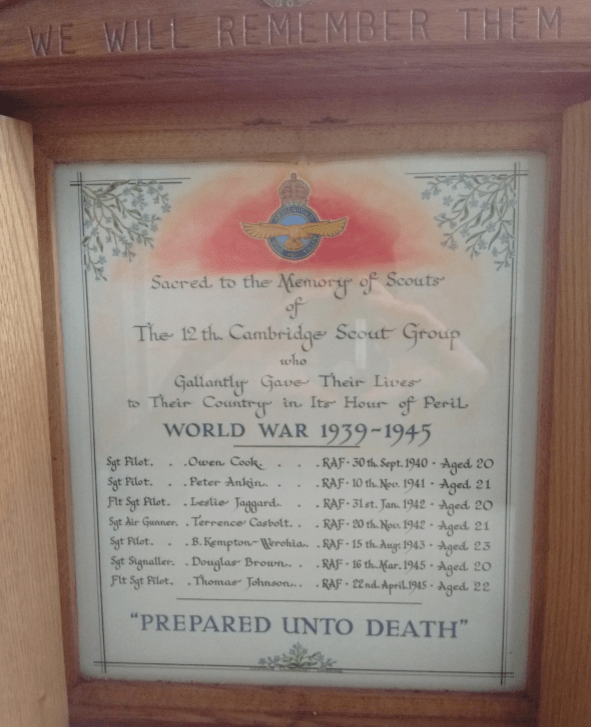 WE WILL REMEMBER THEM
Sacred to the Memory of Scouts
of
The 12th. Cambridge Scout Group
who
Gallantly Gave Their Lives
to Their Country in Its Hour of Peril
WORLD WAR 1939-1945
Sgt Pilot. . . Owen Cook . . . RAF · 30th. Sept. 1940 · Aged 20
Sgt Pilot. . . Peter Ankin. . . RAF · 10th. Nov. 1941 · Aged 21
Flt Sgt Pilot. . Leslie Jaggard. . . RAF · 31st. Jan. 1942 · Aged 20
Sgt Air Gunner. . Terrence Casbolt. . . RAF · 20th. Nov. 1942 · Aged 21
Sgt Pilot. . . B. Kempton- . RAF · 15th. Aug. 1943 · Aged 23
Sgt Signaller. . Douglas Brown. . . RAF · 16th. Mar. 1945 · Aged 20
Flt Sgt Pilot. . Thomas Johnson. . . RAF · 22nd. April. 1945 · Aged 22
"PREPARED UNTO DEATH"